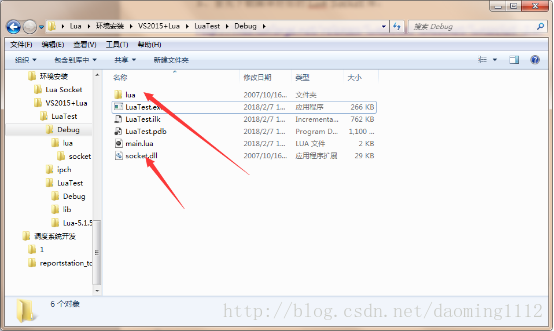 Lua ▸ 环境安装 ▸ VS2015+Lua ▸ LuaTest ▸ Debug ▸
搜索 Debug
文件(F) 编辑(E) 查看(V) 工具(T) 帮助(H)
组织 包含到库中 共享 新建文件夹
环境安装
Lua Socket
VS2015+Lua
LuaTest
Debug
lua
socket
ipch
LuaTest
Debug
lib
Lua-5.1.5
调度系统开发
1
reportstation_to
名称 修改日期 类型 大小
lua 2007/10/16... 文件夹
LuaTest.ex 2018/2/7 1... 应用程序 266 KB
LuaTest.ilk 2018/2/7 1... Incrementa... 762 KB
LuaTest.pdb 2018/2/7 1... Program D... 1,100 ...
main.lua 2018/2/7 1... LUA 文件 2 KB
socket.dll 2007/10/16... 应用程序扩展 29 KB
6 个对象
http://blog.csdn.net/daoming1112